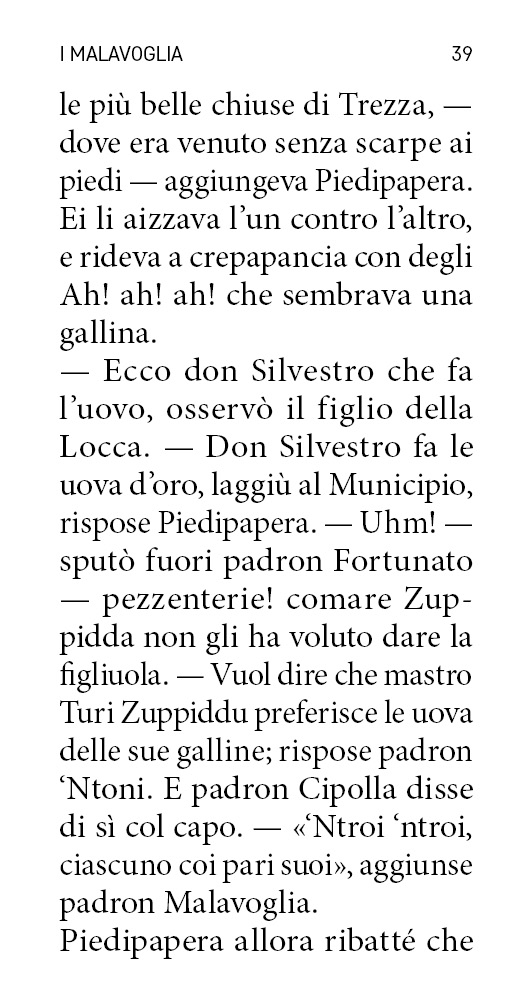 I MALAVOGLIA 39
le più belle chiuse di Trezza, —
dove era venuto senza scarpe ai
piedi — aggiungeva Piedipapera.
Ei li aizzava l’un contro l’altro,
e rideva a crepapancia con degli
Ah! ah! ah! che sembrava una
gallina.
— Ecco don Silvestro che fa
l’uovo, osservò il figlio della
Locca. — Don Silvestro fa le
uova d’oro, laggiù al Municipio,
rispose Piedipapera. — Uhm! —
sputò fuori padron Fortunato
— pezzenterie! comare Zup-
pidda non gli ha voluto dare la
figliuola. — Vuol dire che mastro
Turi Zuppiddu preferisce le uova
delle sue galline; rispose padron
‘Ntoni. E padron Cipolla disse
di sì col capo. — «‘Ntroi ‘ntroi,
ciascuno coi pari suoi», aggiunse
padron Malavoglia.
Piedipapera allora ribatté che